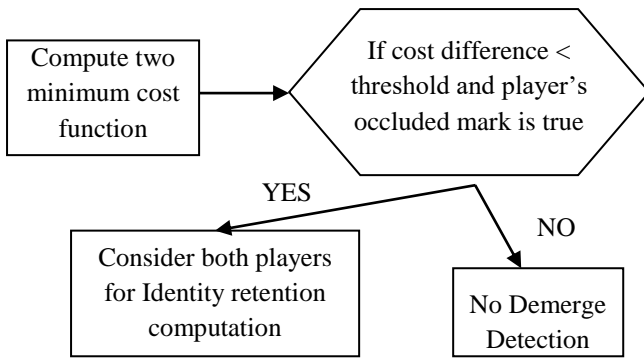 Compute two
minimum cost
function
If cost difference <
threshold and player's
occluded mark is true
YES
NO
Consider both players
for Identity retention
computation
No Demerge
Detection